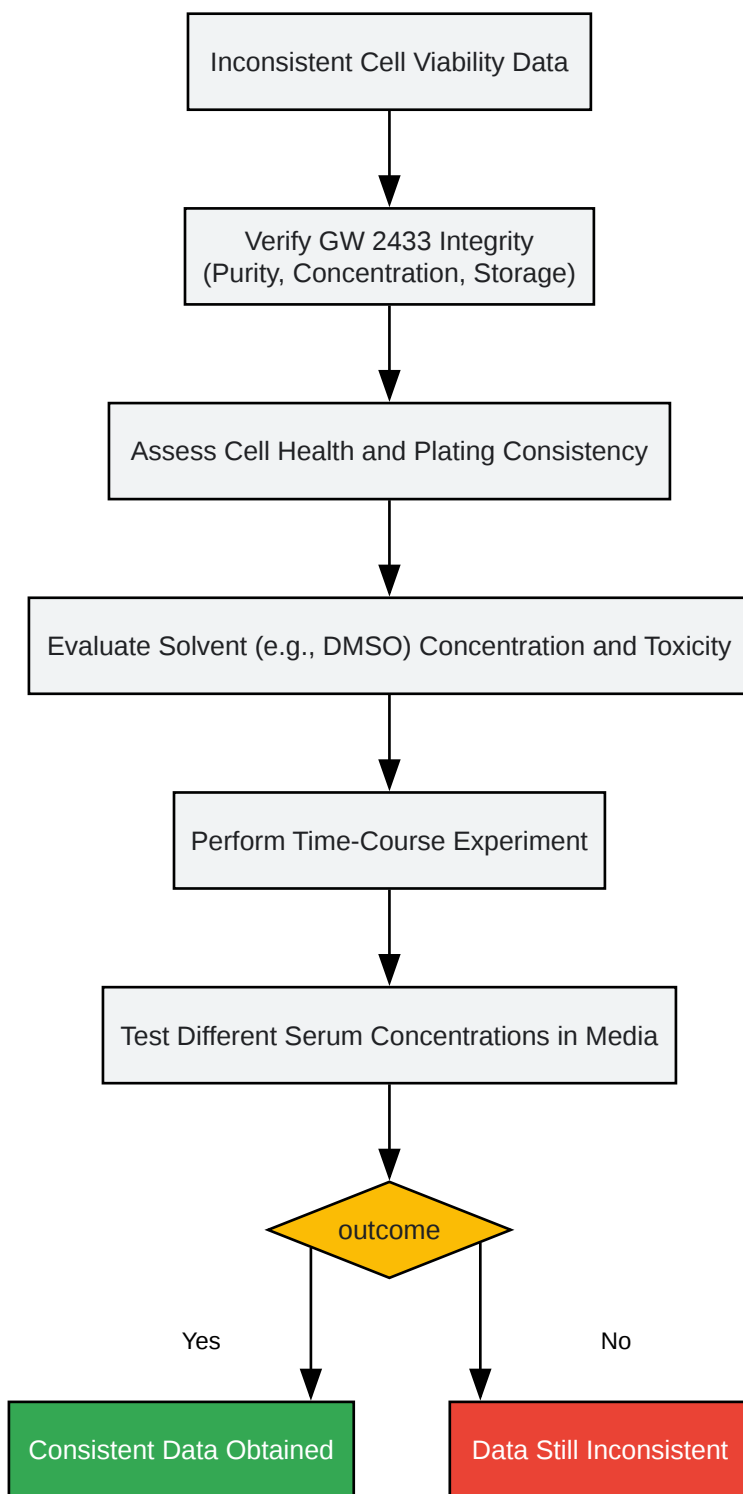 Inconsistent Cell Viability Data
Verify GW 2433 Integrity
(Purity, Concentration, Storage)
Assess Cell Health and Plating Consistency
Evaluate Solvent (e.g., DMSO) Concentration and Toxicity
Perform Time-Course Experiment
Test Different Serum Concentrations in Media
outcome
Yes
No
Consistent Data Obtained
Data Still Inconsistent